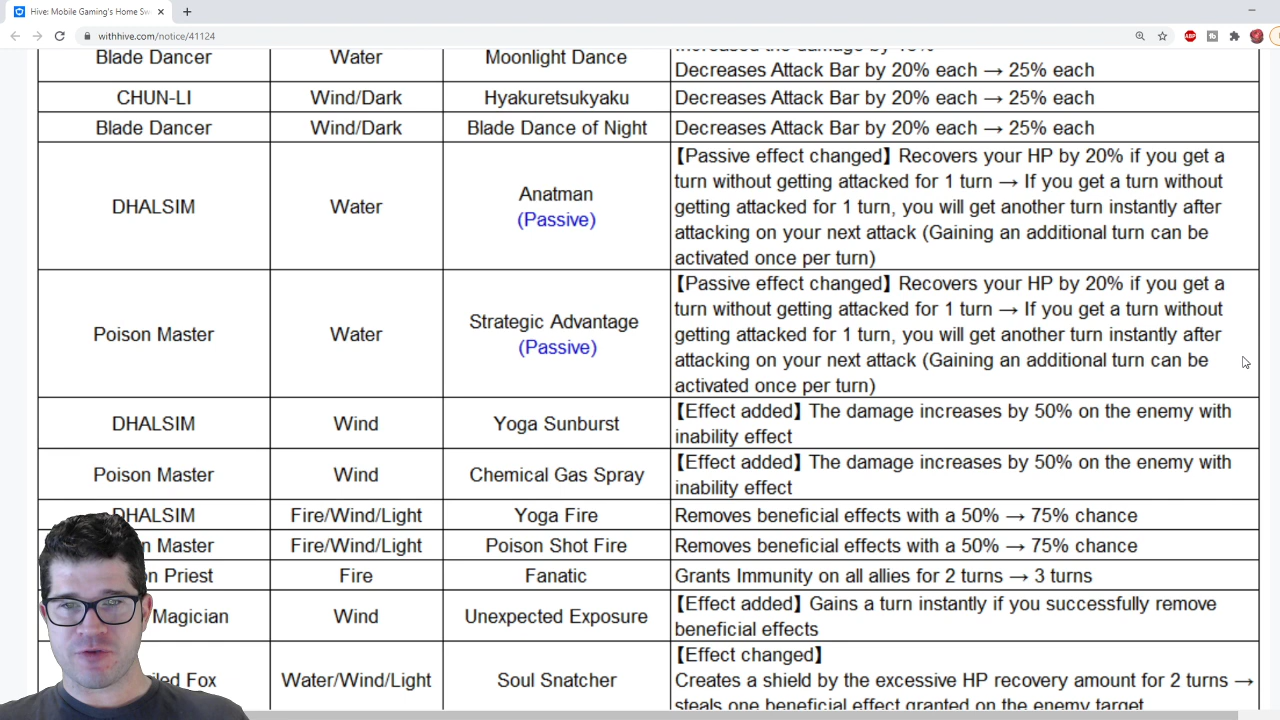 Hive: Mobile Gaming's Home Sw
withhive.com/notice/41124
Blade Dancer Water Moonlight Dance
Decreases Attack Bar by 20% each → 25% each
CHUN-LI Wind/Dark Hyakuretsukyaku Decreases Attack Bar by 20% each → 25% each
Blade Dancer Wind/Dark Blade Dance of Night Decreases Attack Bar by 20% each → 25% each
DHALSIM Water Anatman
(Passive)
【Passive effect changed】 Recovers your HP by 20% if you get a
turn without getting attacked for 1 turn → If you get a turn without
getting attacked for 1 turn, you will get another turn instantly after
attacking on your next attack (Gaining an additional turn can be
activated once per turn)
Poison Master Water Strategic Advantage
(Passive)
【Passive effect changed】 Recovers your HP by 20% if you get a
turn without getting attacked for 1 turn → If you get a turn without
getting attacked for 1 turn, you will get another turn instantly after
attacking on your next attack (Gaining an additional turn can be
activated once per turn)
DHALSIM Wind Yoga Sunburst
【Effect added】 The damage increases by 50% on the enemy with
inability effect
Poison Master Wind Chemical Gas Spray
【Effect added】 The damage increases by 50% on the enemy with
inability effect
DHALSIM Fire/Wind/Light Yoga Fire Removes beneficial effects with a 50% → 75% chance
n Master Fire/Wind/Light Poison Shot Fire Removes beneficial effects with a 50% → 75% chance
n Priest Fire Fanatic Grants Immunity on all allies for 2 turns → 3 turns
Magician Wind Unexpected Exposure
【Effect added】 Gains a turn instantly if you successfully remove
beneficial effects
iled Fox Water/Wind/Light Soul Snatcher
【Effect changed】
Creates a shield by the excessive HP recovery amount for 2 turns →
steals one beneficial effect granted on the enemy target